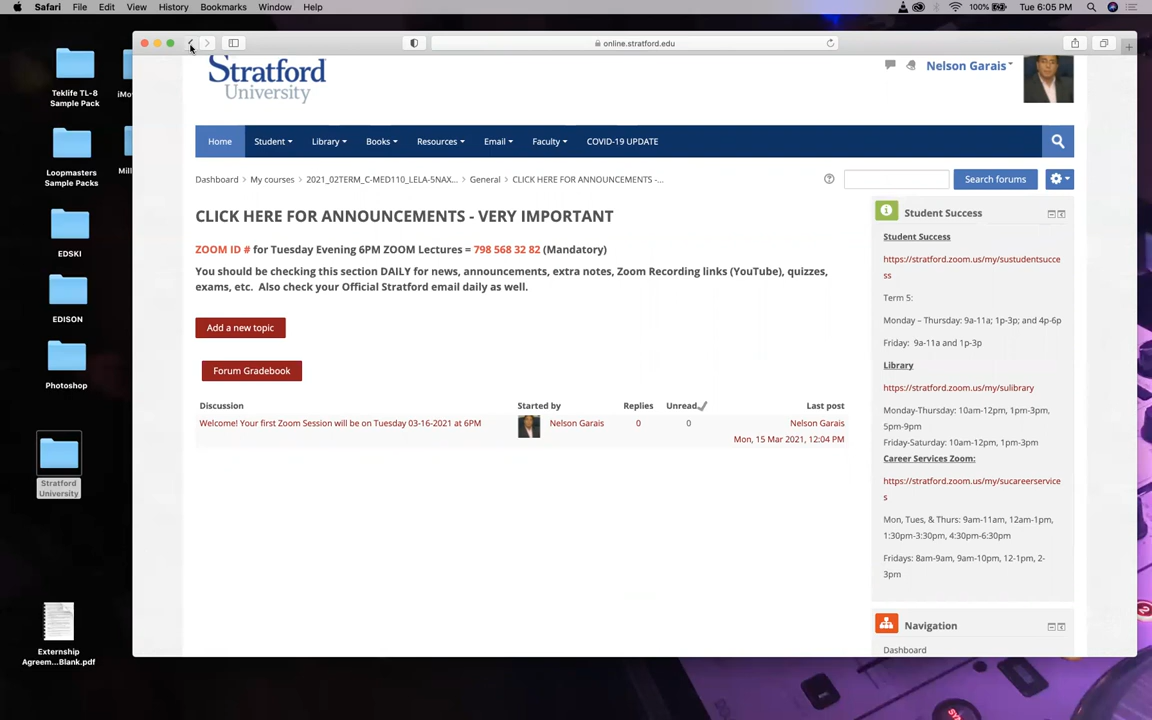 Safari File Edit View History Bookmarks Window Help 100% Tue 6:05 PM
online.stratford.edu
Teklife TL-8
Sample Pack
Loopmasters
Sample Packs
EDSKI
EDISON
Photoshop
Stratford
University
Externship
Agreem...Blank.pdf
iMov
Mill
Stratford
University
Nelson Garais
Home Student Library Books Resources Email Faculty COVID-19 UPDATE
Dashboard My courses 2021_02TERM_C-MED110_LELA-5NAX... General CLICK HERE FOR ANNOUNCEMENTS -...
Search forums
CLICK HERE FOR ANNOUNCEMENTS - VERY IMPORTANT
ZOOM ID # for Tuesday Evening 6PM ZOOM Lectures = 798 568 32 82 (Mandatory)
You should be checking this section DAILY for news, announcements, extra notes, Zoom Recording links (YouTube), quizzes,
exams, etc. Also check your Official Stratford email daily as well.
Add a new topic
Forum Gradebook
Discussion Started by Replies Unread Last post
Welcome! Your first Zoom Session will be on Tuesday 03-16-2021 at 6PM Nelson Garais 0 0 Nelson Garais
Mon, 15 Mar 2021, 12:04 PM
Student Success
Student Success
https://stratford.zoom.us/my/sustudentsucce
ss
Term 5:
Monday – Thursday: 9a-11a; 1p-3p; and 4p-6p
Friday: 9a-11a and 1p-3p
Library
https://stratford.zoom.us/my/sulibrary
Monday-Thursday: 10am-12pm, 1pm-3pm,
5pm-9pm
Friday-Saturday: 10am-12pm, 1pm-3pm
Career Services Zoom:
https://stratford.zoom.us/my/sucareerservice
s
Mon, Tues, & Thurs: 9am-11am, 12am-1pm,
1:30pm-3:30pm, 4:30pm-6:30pm
Fridays: 8am-9am, 9am-10pm, 12-1pm, 2-
3pm
Navigation
Dashboard